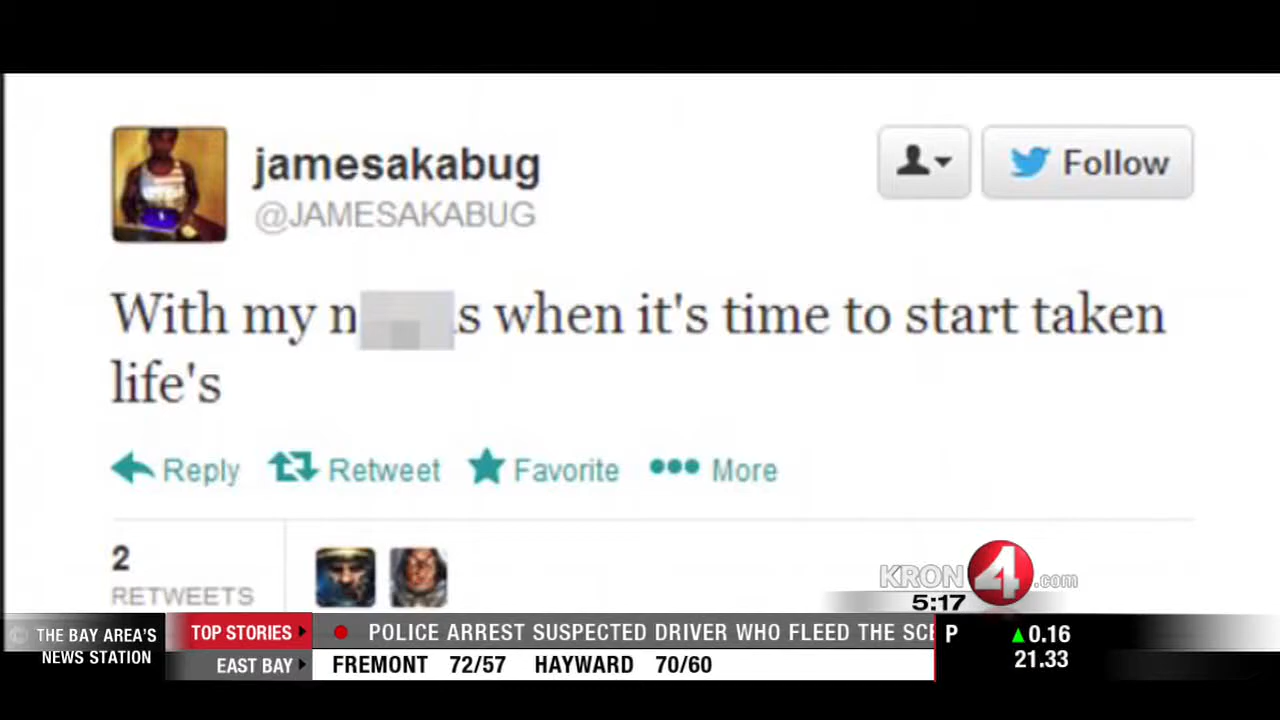 jamesakabug
@JAMESAKABUG
Follow
With my n s when it's time to start taken
life's
Reply Retweet Favorite More
2
RETWEETS
KRON 4 .com
5:17
THE BAY AREA'S
NEWS STATION
TOP STORIES
POLICE ARREST SUSPECTED DRIVER WHO FLEED THE SCE
EAST BAY
FREMONT 72/57 HAYWARD 70/60
P 0.16
21.33